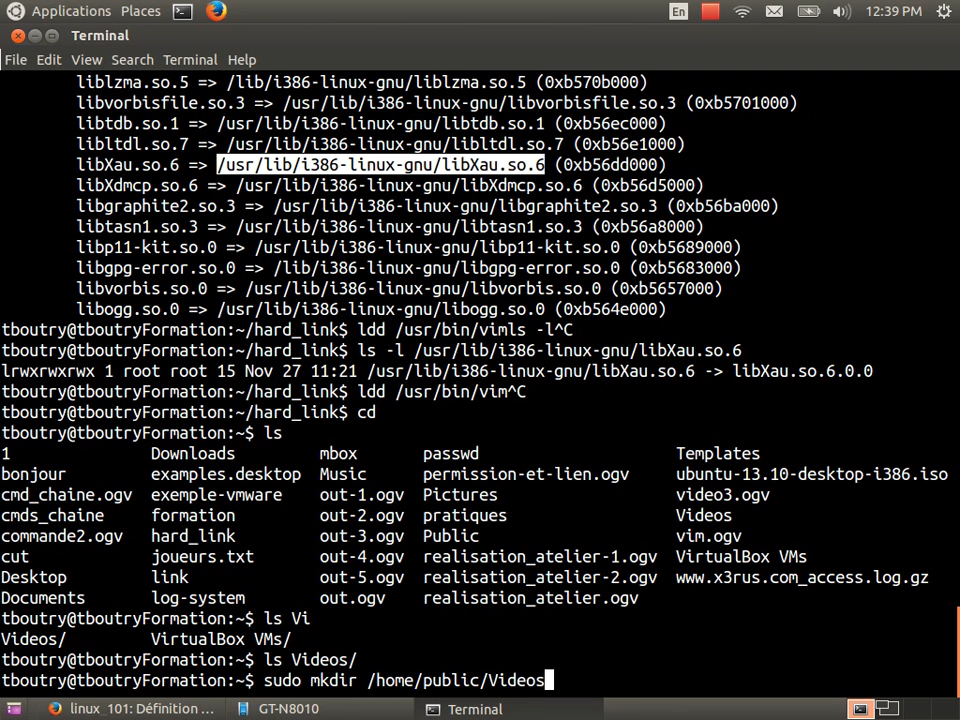 Applications Places En 12:39 PM
Terminal
File Edit View Search Terminal Help
liblzma.so.5 => /lib/i386-linux-gnu/liblzma.so.5 (0xb570b000)
libvorbisfile.so.3 => /usr/lib/i386-linux-gnu/libvorbisfile.so.3 (0xb5701000)
libtdb.so.1 => /usr/lib/i386-linux-gnu/libtdb.so.1 (0xb56ec000)
libltdl.so.7 => /usr/lib/i386-linux-gnu/libltdl.so.7 (0xb56e1000)
libXau.so.6 => /usr/lib/i386-linux-gnu/libXau.so.6 (0xb56dd000)
libXdmcp.so.6 => /usr/lib/i386-linux-gnu/libXdmcp.so.6 (0xb56d5000)
libgraphite2.so.3 => /usr/lib/i386-linux-gnu/libgraphite2.so.3 (0xb56ba000)
libtasn1.so.3 => /usr/lib/i386-linux-gnu/libtasn1.so.3 (0xb56a8000)
libp11-kit.so.0 => /usr/lib/i386-linux-gnu/libp11-kit.so.0 (0xb5689000)
libgpg-error.so.0 => /lib/i386-linux-gnu/libgpg-error.so.0 (0xb5683000)
libvorbis.so.0 => /usr/lib/i386-linux-gnu/libvorbis.so.0 (0xb5657000)
libogg.so.0 => /usr/lib/i386-linux-gnu/libogg.so.0 (0xb564e000)
tboutry@tboutryFormation:~/hard_link$ ldd /usr/bin/vimls -l^C
tboutry@tboutryFormation:~/hard_link$ ls -l /usr/lib/i386-linux-gnu/libXau.so.6
lrwxrwxrwx 1 root root 15 Nov 27 11:21 /usr/lib/i386-linux-gnu/libXau.so.6 -> libXau.so.6.0.0
tboutry@tboutryFormation:~/hard_link$ ldd /usr/bin/vim^C
tboutry@tboutryFormation:~/hard_link$ cd
tboutry@tboutryFormation:~$ ls
1 Downloads mbox passwd Templates
bonjour examples.desktop Music permission-et-lien.ogv ubuntu-13.10-desktop-i386.iso
cmd_chaine.ogv exemple-vmware out-1.ogv Pictures video3.ogv
cmds_chaine formation out-2.ogv pratiques Videos
commande2.ogv hard_link out-3.ogv Public vim.ogv
cut joueurs.txt out-4.ogv realisation_atelier-1.ogv VirtualBox VMs
Desktop link out-5.ogv realisation_atelier-2.ogv www.x3rus.com_access.log.gz
Documents log-system out.ogv realisation_atelier.ogv
tboutry@tboutryFormation:~$ ls Vi
Videos/ VirtualBox VMs/
tboutry@tboutryFormation:~$ ls Videos/
tboutry@tboutryFormation:~$ sudo mkdir /home/public/Videos
linux_101: Définition ... GT-N8010 Terminal